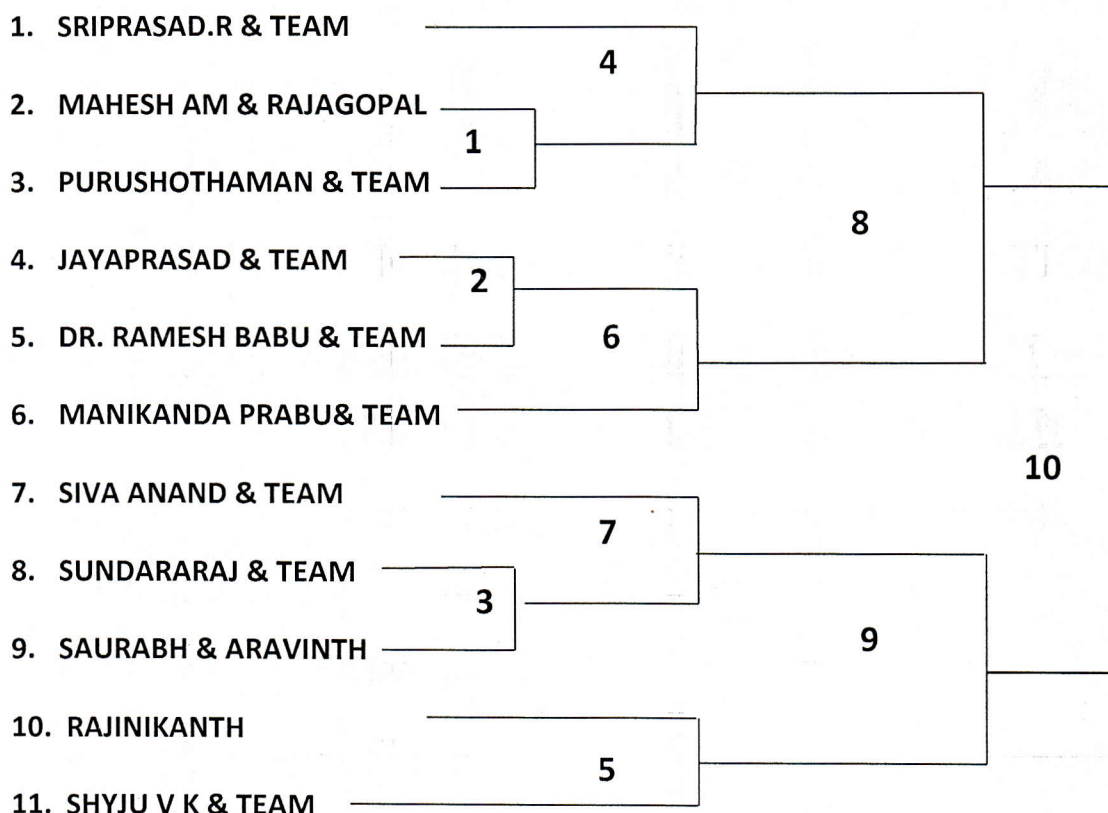 1. SRIPRASAD.R & TEAM
4
2. MAHESH AM & RAJAGOPAL
1
3. PURUSHOTHAMAN & TEAM
8
4. JAYAPRASAD & TEAM
2
5. DR. RAMESH BABU & TEAM
6
6. MANIKANDA PRABU& TEAM
10
7. SIVA ANAND & TEAM
7
8. SUNDARARAJ & TEAM
3
9. SAURABH & ARAVINTH
9
10. RAJINIKANTH
5
11. SHYJU V K & TEAM